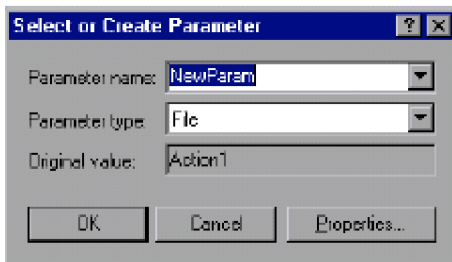 Select or Create Parameter
Parameter name: NewParam
Parameter type: File
Original value: Action1
OK Cancel Properties...